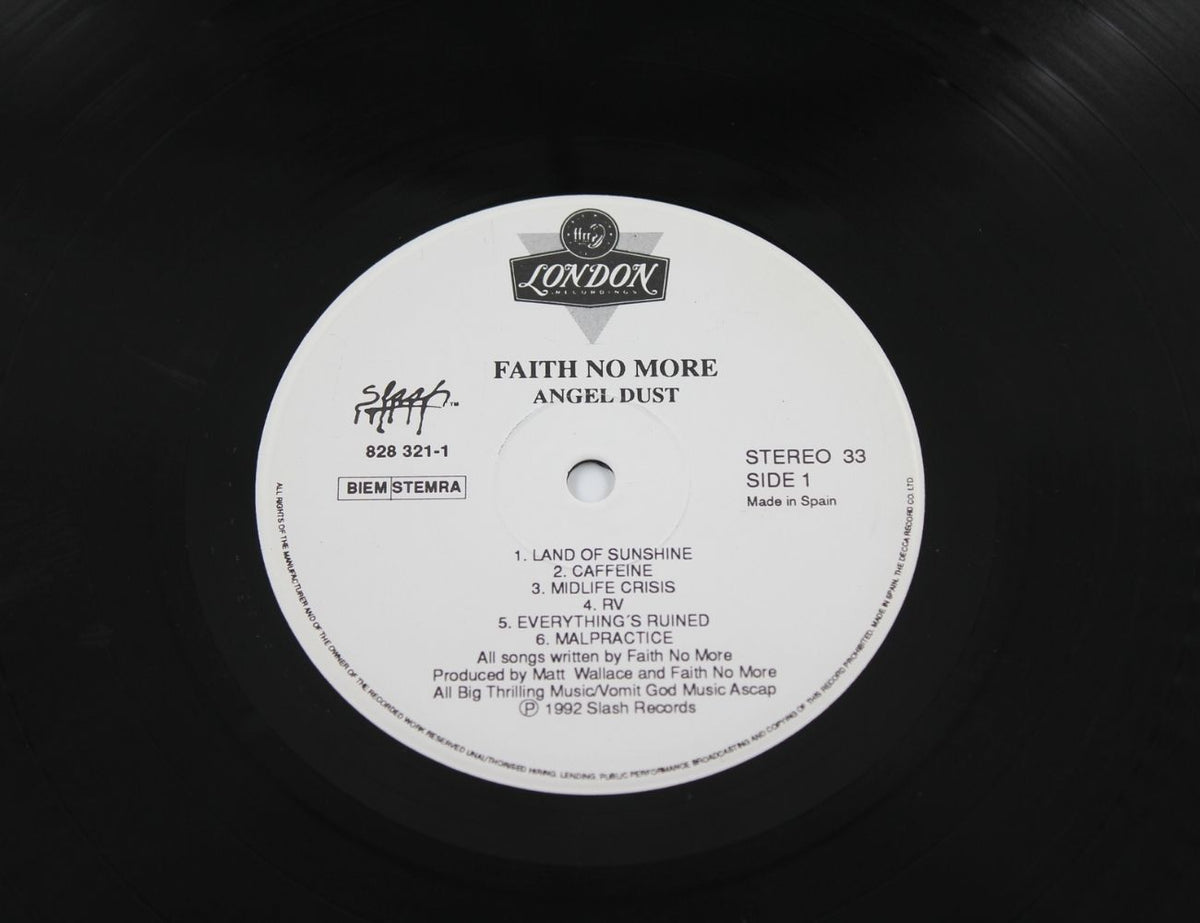 ffrr
LONDON
RECORDINGS
FAITH NO MORE
ANGEL DUST
slash ™
828 321-1
BIEM STEMRA
STEREO 33
SIDE 1
Made in Spain
1. LAND OF SUNSHINE
2. CAFFEINE
3. MIDLIFE CRISIS
4. RV
5. EVERYTHING´S RUINED
6. MALPRACTICE
All songs written by Faith No More
Produced by Matt Wallace and Faith No More
All Big Thrilling Music/Vomit God Music Ascap
Ⓟ 1992 Slash Records
ALL RIGHTS OF THE MANUFACTURER AND OF THE OWNER OF THE RECORDED WORK RESERVED UNAUTHORISED HIRING, LENDING, PUBLIC PERFORMANCE, BROADCASTING AND COPYING OF THIS RECORD PROHIBITED. MADE IN SPAIN. THE DECCA RECORD CO. LTD.